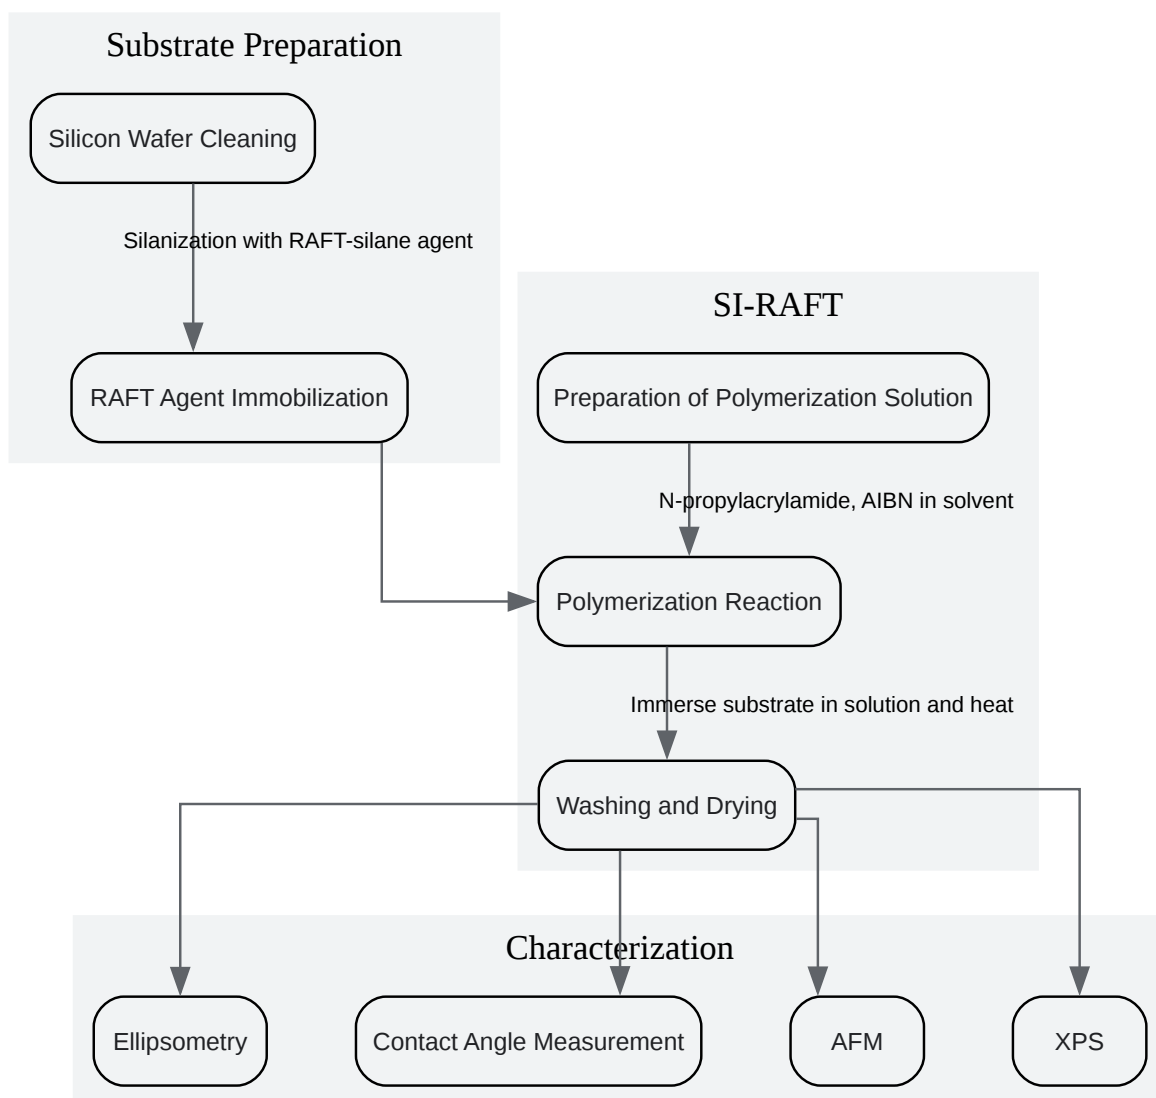 Substrate Preparation
Silicon Wafer Cleaning
Silanization with RAFT-silane agent
RAFT Agent Immobilization
SI-RAFT
Preparation of Polymerization Solution
N-propylacrylamide, AIBN in solvent
Polymerization Reaction
Immerse substrate in solution and heat
Washing and Drying
Characterization
Ellipsometry
Contact Angle Measurement
AFM
XPS